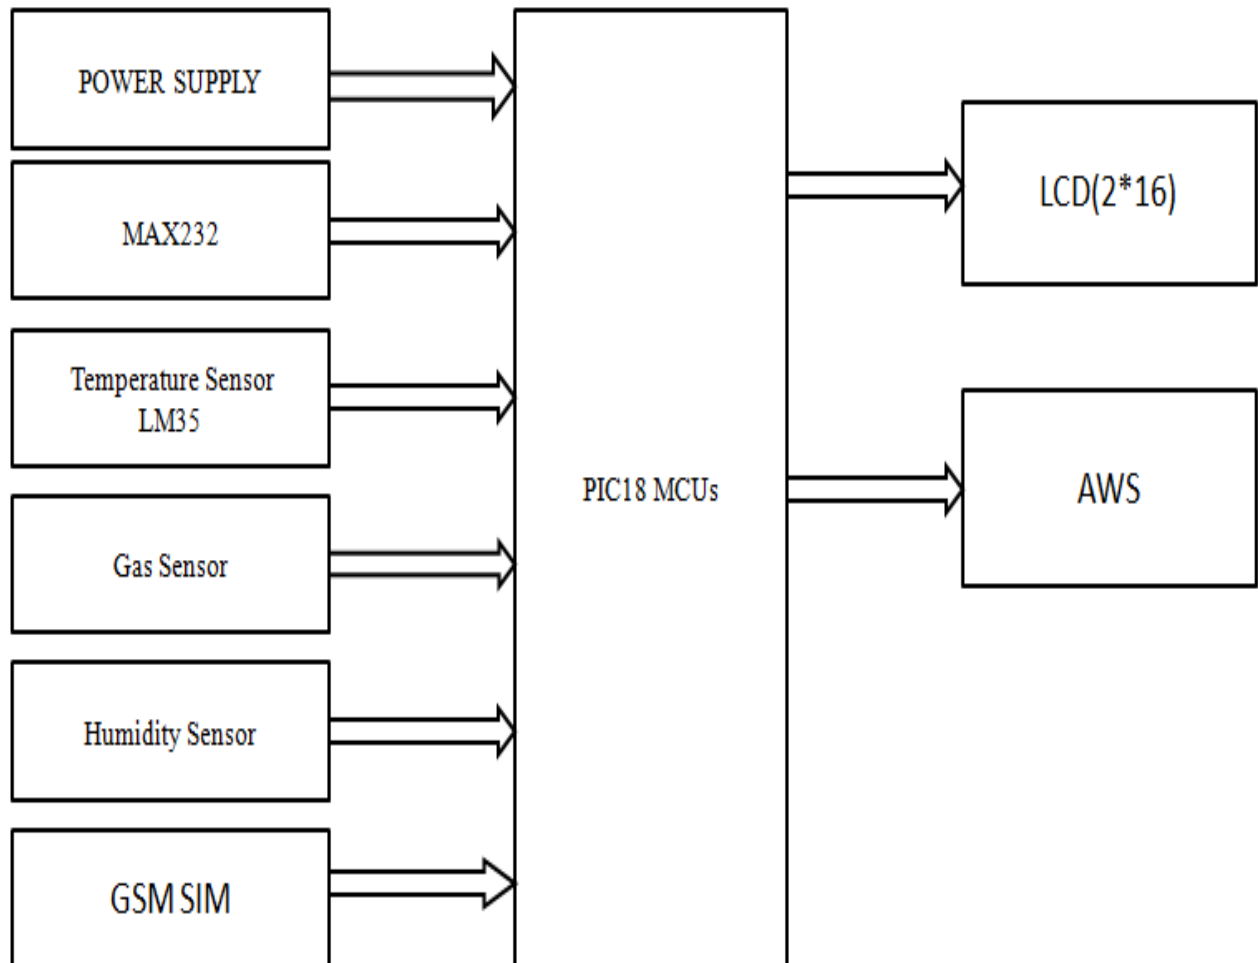 POWER SUPPLY
MAX232
Temperature Sensor
LM35
Gas Sensor
Humidity Sensor
GSM SIM
PIC18 MCUs
LCD(2*16)
AWS